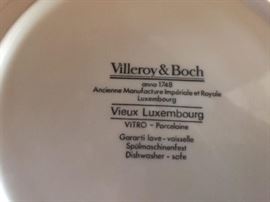 Villeroy & Boch
anno 1748
Ancienne Manufacture Impériale et Royale
Luxembourg
Vieux Luxembourg
VITRO – Porcelaine
Garanti lave – vaisselle
Spülmaschinenfest
Dishwasher – safe